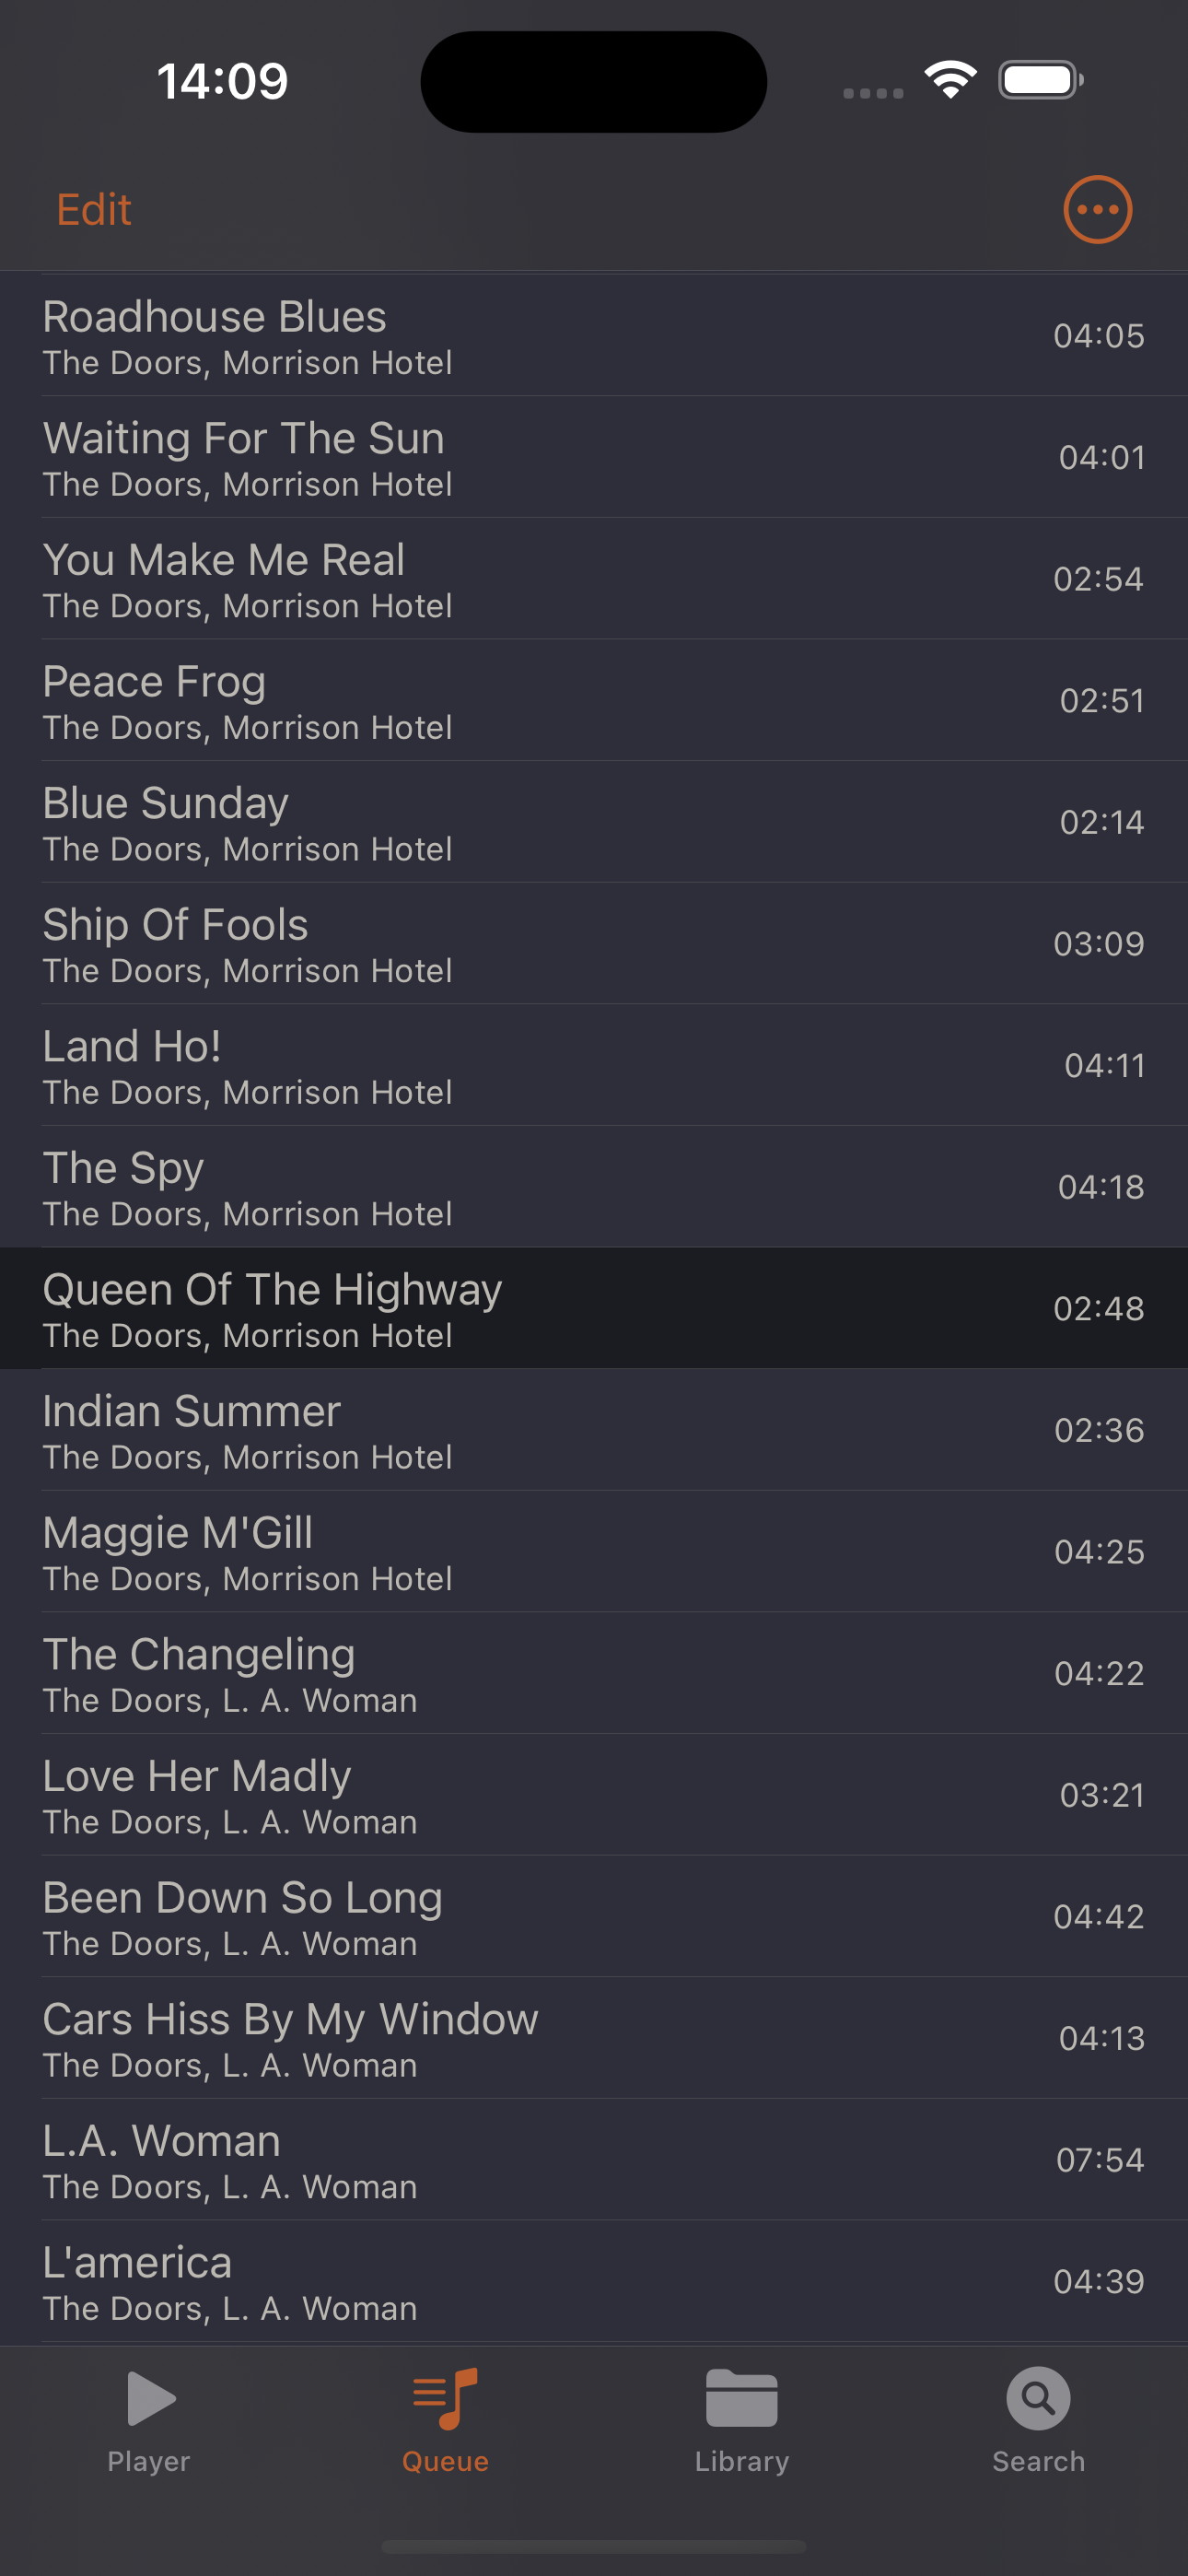 14:09
Edit
Roadhouse Blues
The Doors, Morrison Hotel
04:05
Waiting For The Sun
The Doors, Morrison Hotel
04:01
You Make Me Real
The Doors, Morrison Hotel
02:54
Peace Frog
The Doors, Morrison Hotel
02:51
Blue Sunday
The Doors, Morrison Hotel
02:14
Ship Of Fools
The Doors, Morrison Hotel
03:09
Land Ho!
The Doors, Morrison Hotel
04:11
The Spy
The Doors, Morrison Hotel
04:18
Queen Of The Highway
The Doors, Morrison Hotel
02:48
Indian Summer
The Doors, Morrison Hotel
02:36
Maggie M'Gill
The Doors, Morrison Hotel
04:25
The Changeling
The Doors, L. A. Woman
04:22
Love Her Madly
The Doors, L. A. Woman
03:21
Been Down So Long
The Doors, L. A. Woman
04:42
Cars Hiss By My Window
The Doors, L. A. Woman
04:13
L.A. Woman
The Doors, L. A. Woman
07:54
L'america
The Doors, L. A. Woman
04:39
Player
Queue
Library
Search